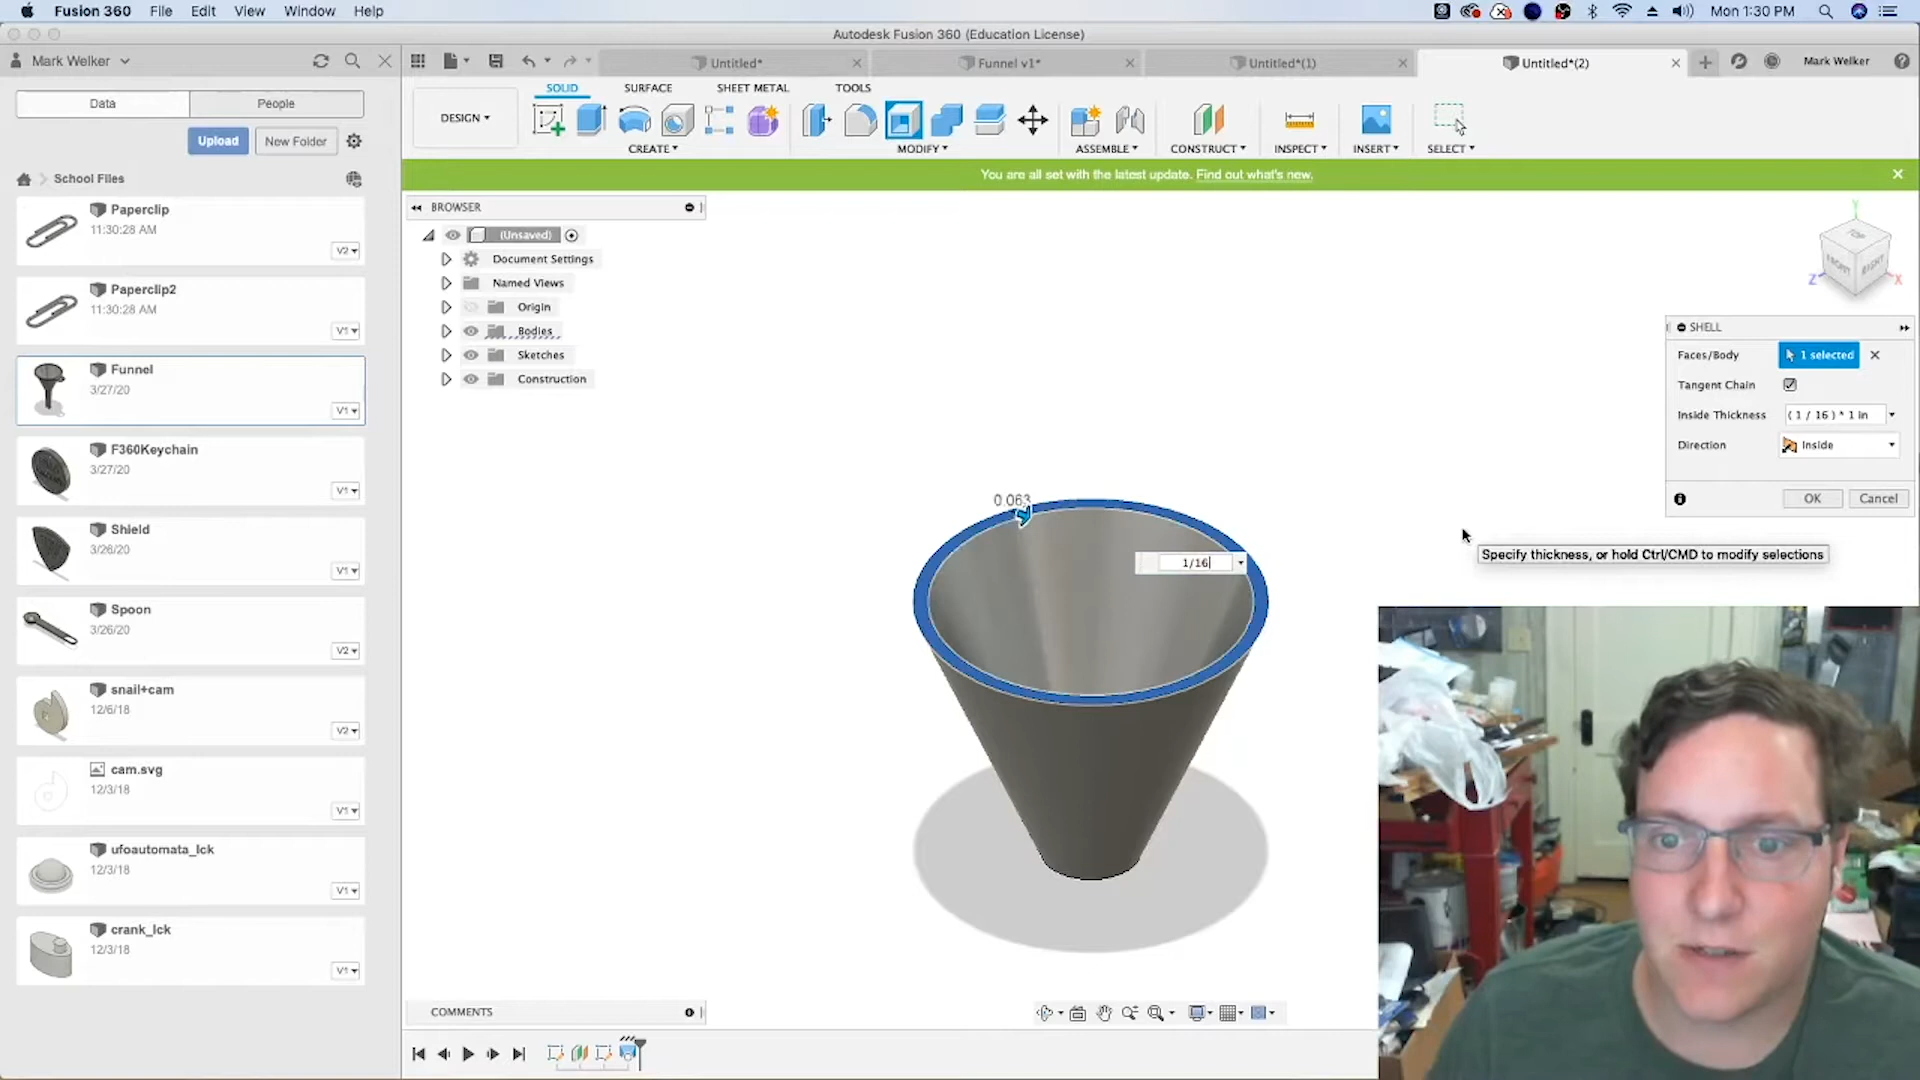 Fusion 360 File Edit View Window Help
Mon 1:30 PM
Autodesk Fusion 360 (Education License)
Mark Welker
Untitled*
Funnel v1*
Untitled*(1)
Untitled*(2)
Mark Welker
Data
People
SOLID
SURFACE
SHEET METAL
TOOLS
DESIGN
Upload
New Folder
CREATE
MODIFY
ASSEMBLE
CONSTRUCT
INSPECT
INSERT
SELECT
You are all set with the latest update. Find out what's new.
School Files
BROWSER
Paperclip
11:30:28 AM
V2
(Unsaved)
Document Settings
Named Views
Origin
Bodies
Sketches
Construction
TOP
FRONT
RIGHT
Y
Z
X
Paperclip2
11:30:28 AM
V1
SHELL
Faces/Body
1 selected
Tangent Chain
Inside Thickness
( 1 / 16 ) * 1 in
Direction
Inside
OK
Cancel
Funnel
3/27/20
V1
F360Keychain
3/27/20
V1
0.063
1/16
Specify thickness, or hold Ctrl/CMD to modify selections
Shield
3/26/20
V1
Spoon
3/26/20
V2
snail+cam
12/6/18
V2
cam.svg
12/3/18
V1
ufoautomata_lck
12/3/18
V1
crank_lck
12/3/18
V1
COMMENTS